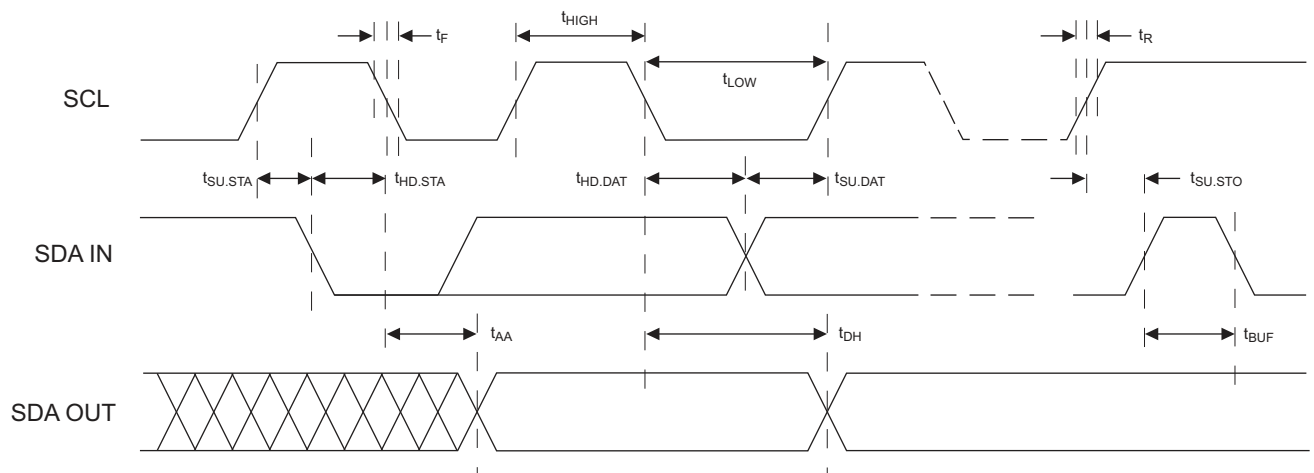 tHIGH
tF
tR
SCL
tLOW
tSU.STA
tHD.STA
tHD.DAT
tSU.DAT
tSU.STO
SDA IN
tAA
tDH
tBUF
SDA OUT